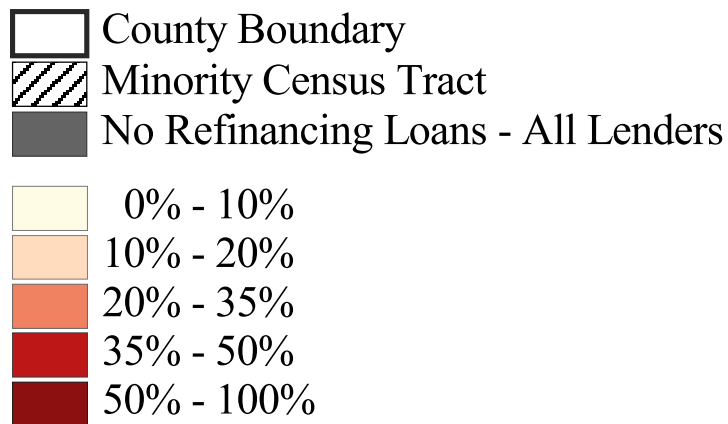 County Boundary
Minority Census Tract
No Refinancing Loans - All Lenders
0% - 10%
10% - 20%
20% - 35%
35% - 50%
50% - 100%